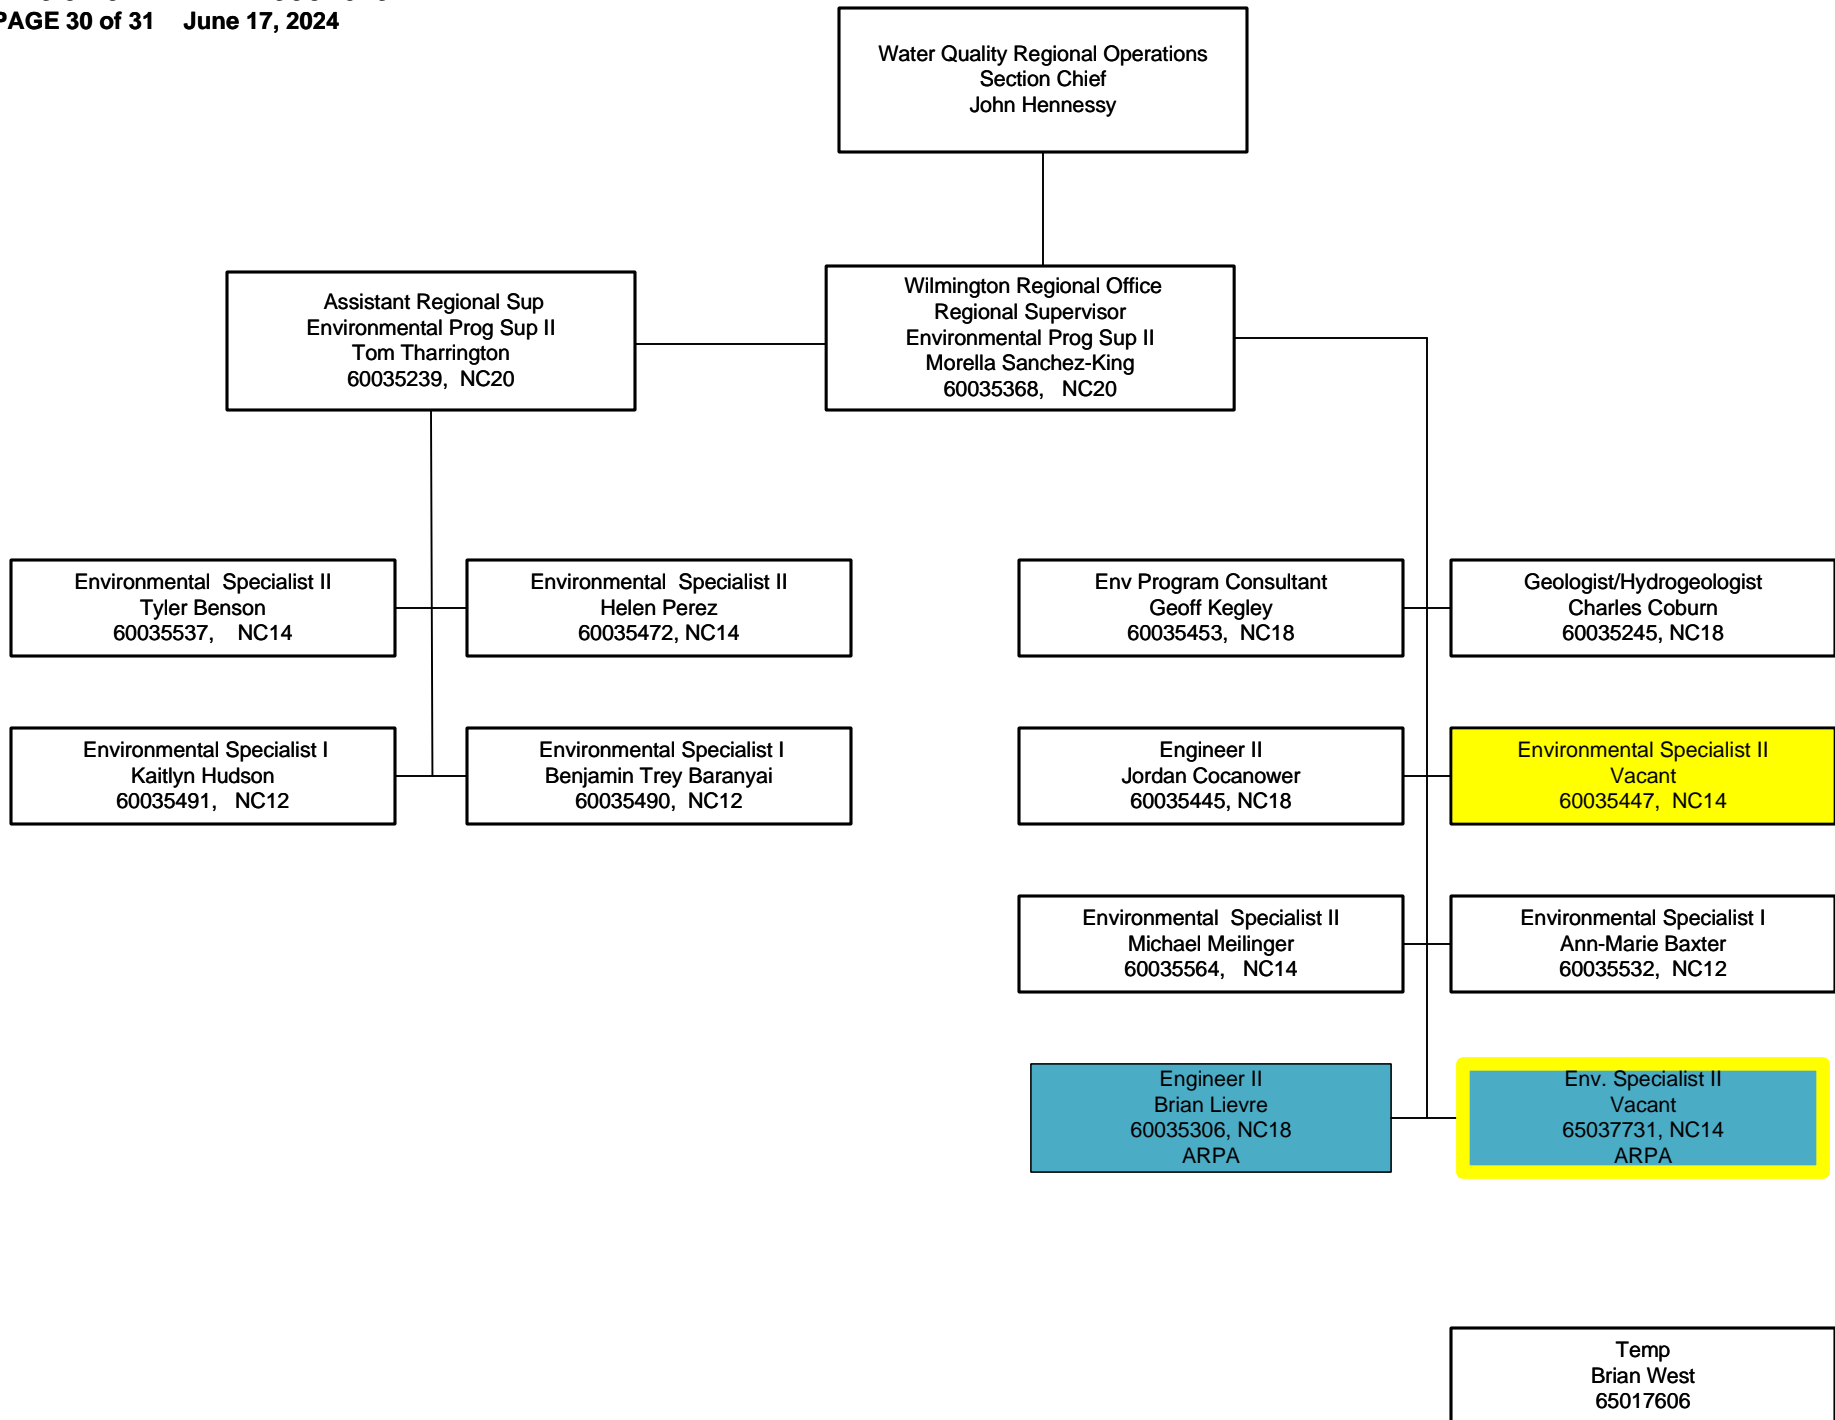 PAGE 30 of 31 June 17, 2024
Water Quality Regional Operations
Section Chief
John Hennessy
Assistant Regional Sup
Environmental Prog Sup II
Tom Tharrington
60035239, NC20
Wilmington Regional Office
Regional Supervisor
Environmental Prog Sup II
Morella Sanchez-King
60035368, NC20
Environmental Specialist II
Tyler Benson
60035537, NC14
Environmental Specialist II
Helen Perez
60035472, NC14
Env Program Consultant
Geoff Kegley
60035453, NC18
Geologist/Hydrogeologist
Charles Coburn
60035245, NC18
Environmental Specialist I
Kaitlyn Hudson
60035491, NC12
Environmental Specialist I
Benjamin Trey Baranyai
60035490, NC12
Engineer II
Jordan Cocanower
60035445, NC18
Environmental Specialist II
Vacant
60035447, NC14
Environmental Specialist II
Michael Meilinger
60035564, NC14
Environmental Specialist I
Ann-Marie Baxter
60035532, NC12
Engineer II
Brian Lievre
60035306, NC18
ARPA
Env. Specialist II
Vacant
65037731, NC14
ARPA
Temp
Brian West
65017606